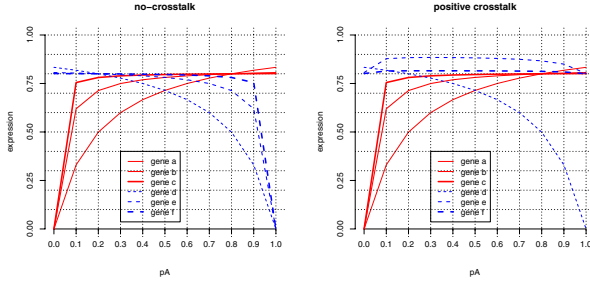 no−crosstalk
expression
0.00 0.25 0.50 0.75 1.00
gene a
gene b
gene c
gene d
gene e
gene f
0.0 0.1 0.2 0.3 0.4 0.5 0.6 0.7 0.8 0.9 1.0
pA
positive crosstalk
expression
0.00 0.25 0.50 0.75 1.00
gene a
gene b
gene c
gene d
gene e
gene f
0.0 0.1 0.2 0.3 0.4 0.5 0.6 0.7 0.8 0.9 1.0
pA